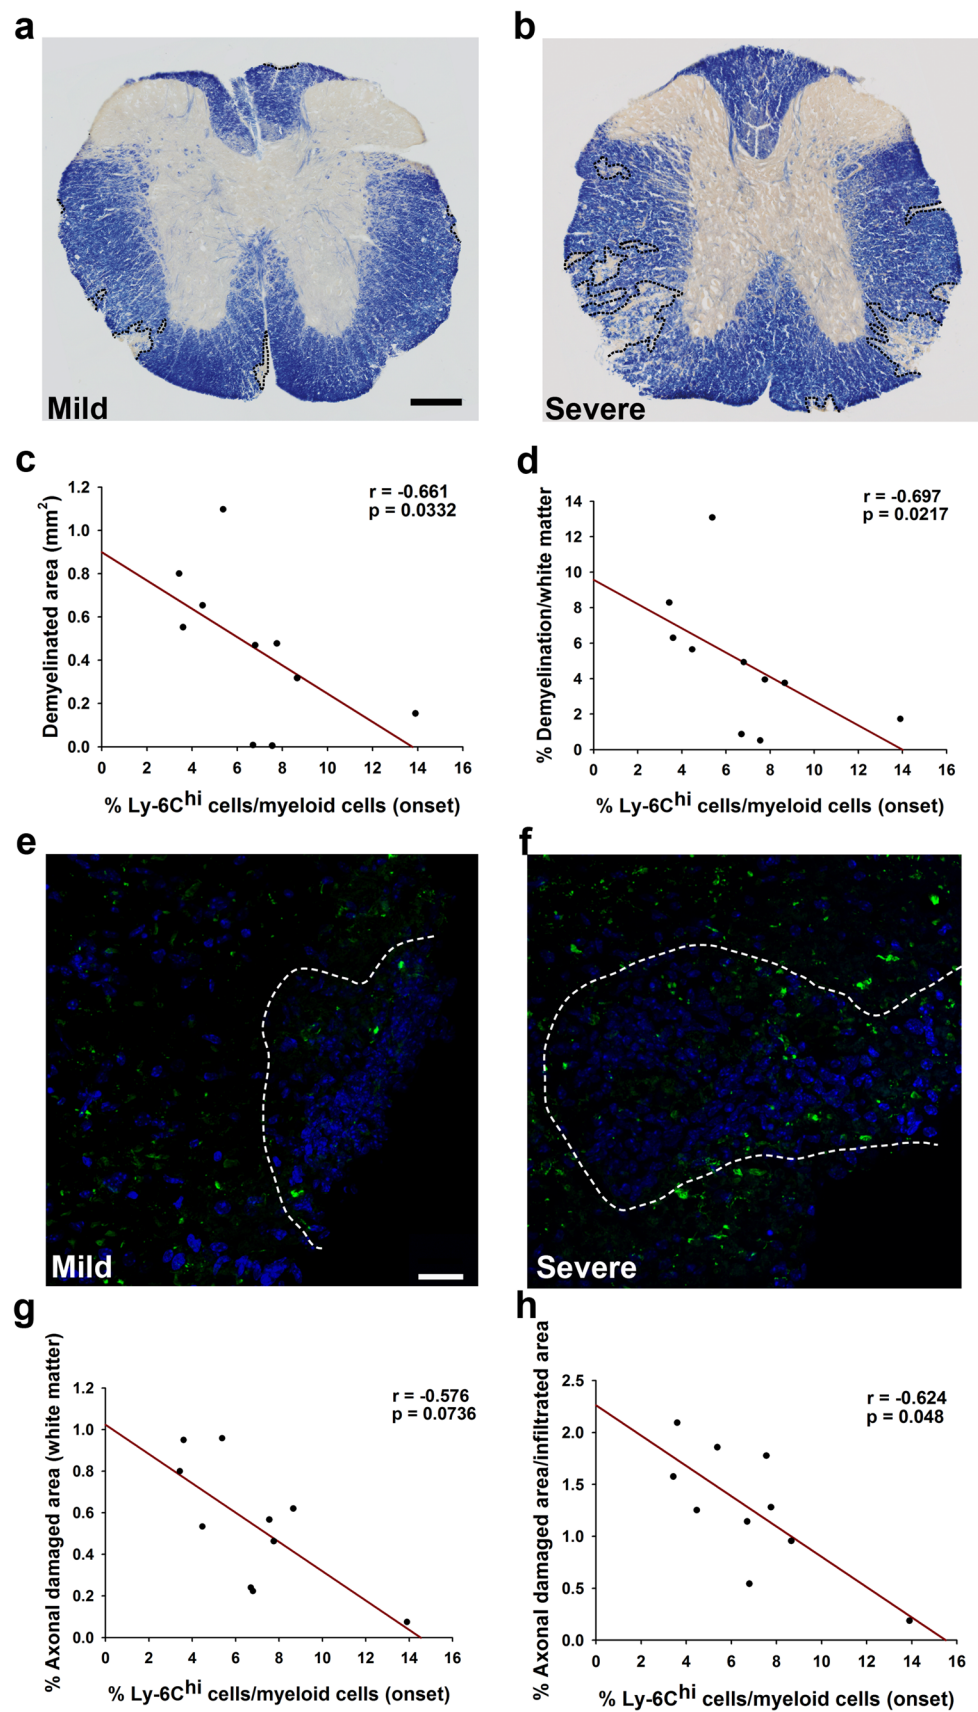 a
b
Mild
Severe
c
r = -0.661
p = 0.0332
Demyelinated area (mm²)
1.2
1.0
0.8
0.6
0.4
0.2
0.0
0 2 4 6 8 10 12 14 16
% Ly-6Chi cells/myeloid cells (onset)
d
r = -0.697
p = 0.0217
% Demyelination/white matter
14
12
10
8
6
4
2
0
0 2 4 6 8 10 12 14 16
% Ly-6Chi cells/myeloid cells (onset)
e
f
Mild
Severe
g
r = -0.576
p = 0.0736
% Axonal damaged area (white matter)
1.2
1.0
0.8
0.6
0.4
0.2
0.0
0 2 4 6 8 10 12 14 16
% Ly-6Chi cells/myeloid cells (onset)
h
r = -0.624
p = 0.048
% Axonal damaged area/infiltrated area
2.5
2.0
1.5
1.0
0.5
0.0
0 2 4 6 8 10 12 14 16
% Ly-6Chi cells/myeloid cells (onset)